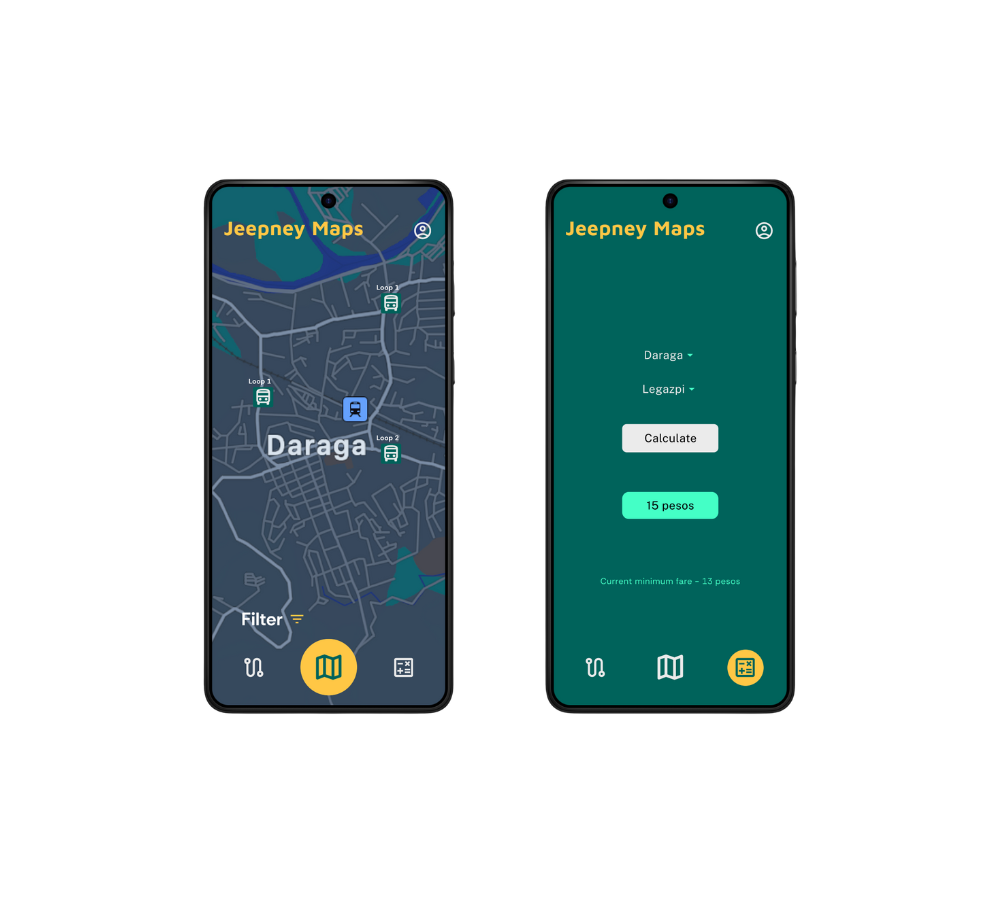 Jeepney Maps
Loop 1
Loop 1
Daraga
Loop 2
Filter
Jeepney Maps
Daraga
Legazpi
Calculate
15 pesos
Current minimum fare - 13 pesos